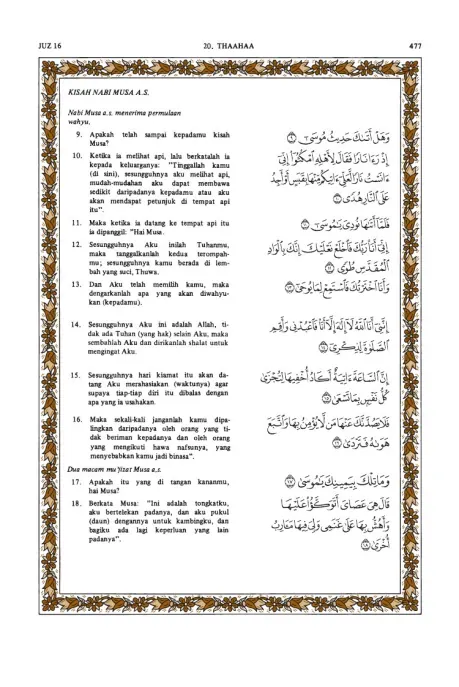 JUZ 16
20. THAAHAA
477
KISAH NABI MUSA A.S.
Nabi Musa a.s. menerima permulaan
wahyu.
9. Apakah telah sampai kepadamu kisah
Musa?
وَهَلْ أَتَىٰكَ حَدِيثُ مُوسَىٰٓ ﴿٩﴾
10. Ketika ia melihat api, lalu berkatalah ia
kepada keluarganya: "Tinggallah kamu
(di sini), sesungguhnya aku melihat api,
mudah-mudahan aku dapat membawa
sedikit daripadanya kepadamu atau aku
akan mendapat petunjuk di tempat api
itu".
إِذْ رَءَا نَارًا فَقَالَ لِأَهْلِهِ ٱمْكُثُوٓا۟ إِنِّىٓ
ءَانَسْتُ نَارًا لَّعَلِّىٓ ءَاتِيكُم مِّنْهَا بِقَبَسٍ أَوْ أَجِدُ
عَلَى ٱلنَّارِ هُدًى ﴿١٠﴾
11. Maka ketika ia datang ke tempat api itu
ia dipanggil: "Hai Musa.
فَلَمَّآ أَتَىٰهَا نُودِىَ يَٰمُوسَىٰٓ ﴿١١﴾
12. Sesungguhnya Aku inilah Tuhanmu,
maka tanggalkanlah kedua terompah-
mu; sesungguhnya kamu berada di lem-
bah yang suci, Thuwa.
إِنِّىٓ أَنَا۠ رَبُّكَ فَٱخْلَعْ نَعْلَيْكَ إِنَّكَ بِٱلْوَادِ
ٱلْمُقَدَّسِ طُوًى ﴿١٢﴾
13. Dan Aku telah memilih kamu, maka
dengarkanlah apa yang akan diwahyu-
kan (kepadamu).
وَأَنَا ٱخْتَرْتُكَ فَٱسْتَمِعْ لِمَا يُوحَىٰٓ ﴿١٣﴾
14. Sesungguhnya Aku ini adalah Allah, ti-
dak ada Tuhan (yang hak) selain Aku, maka
sembahlah Aku dan dirikanlah shalat untuk
mengingat Aku.
إِنَّنِىٓ أَنَا ٱللَّهُ لَآ إِلَٰهَ إِلَّآ أَنَا۠ فَٱعْبُدْنِى وَأَقِمِ
ٱلصَّلَوٰةَ لِذِكْرِىٓ ﴿١٤﴾
15. Sesungguhnya hari kiamat itu akan da-
tang Aku merahasiakan (waktunya) agar
supaya tiap-tiap diri itu dibalas dengan
apa yang ia usahakan.
إِنَّ ٱلسَّاعَةَ ءَاتِيَةٌ أَكَادُ أُخْفِيهَا لِتُجْزَىٰ
كُلُّ نَفْسٍۭ بِمَا تَسْعَىٰ ﴿١٥﴾
16. Maka sekali-kali janganlah kamu dipa-
lingkan daripadanya oleh orang yang ti-
dak beriman kepadanya dan oleh orang
yang mengikuti hawa nafsunya, yang
menyebabkan kamu jadi binasa".
فَلَا يَصُدَّنَّكَ عَنْهَا مَن لَّا يُؤْمِنُ بِهَا وَٱتَّبَعَ
هَوَىٰهُ فَتَرْدَىٰ ﴿١٦﴾
Dua macam mu'jizat Musa a.s.
17. Apakah itu yang di tangan kananmu,
hai Musa?
وَمَا تِلْكَ بِيَمِينِكَ يَٰمُوسَىٰ ﴿١٧﴾
18. Berkata Musa: "Ini adalah tongkatku,
aku bertelekan padanya, dan aku pukul
(daun) dengannya untuk kambingku, dan
bagiku ada lagi keperluan yang lain
padanya".
قَالَ هِىَ عَصَاىَ أَتَوَكَّؤُا۟ عَلَيْهَا
وَأَهُشُّ بِهَا عَلَىٰ غَنَمِى وَلِىَ فِيهَا مَـَٔارِبُ
أُخْرَىٰ ﴿١٨﴾